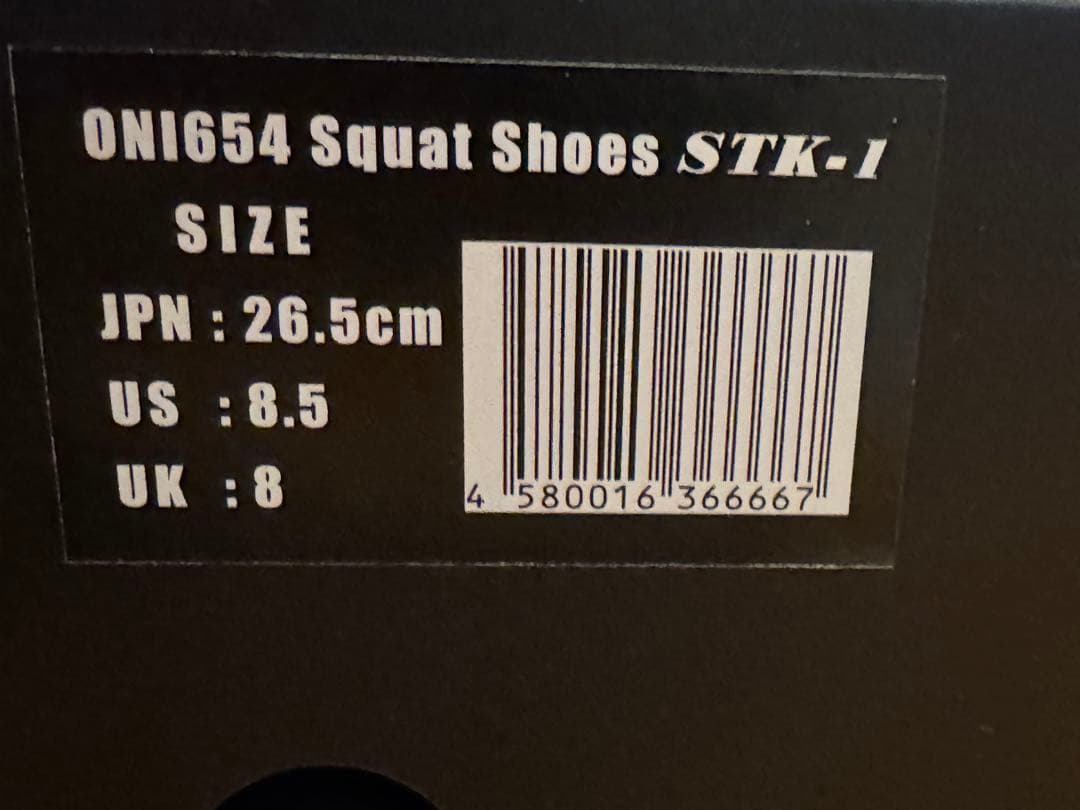 ONI654 Squat Shoes STK-1
SIZE
JPN : 26.5cm
US : 8.5
UK : 8
4 580016 366667